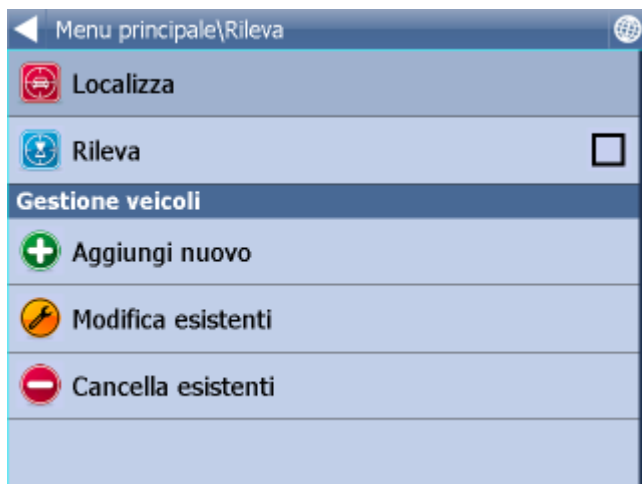 Menu principale\Rileva
Localizza
Rileva
Gestione veicoli
Aggiungi nuovo
Modifica esistenti
Cancella esistenti